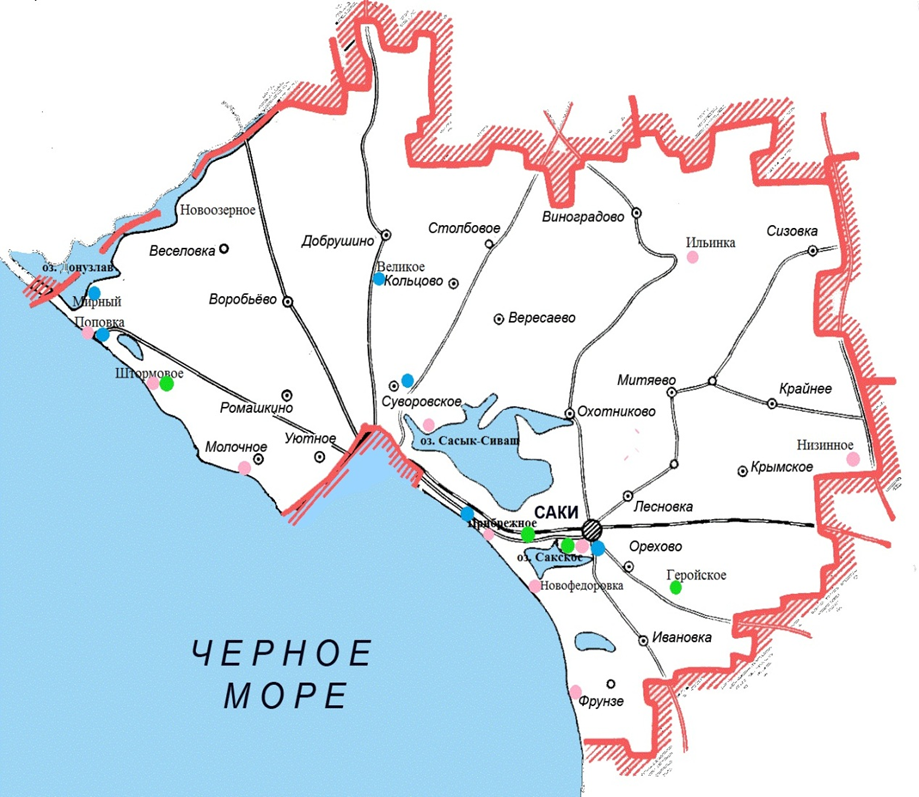 Новоозерное
Виноградово
Столбовое
Сизовка
Добрушино
Ильинка
Веселовка
оз. Донузлав
Великое
Кольцово
Мирный
Воробьёво
Поповка
Вересаево
Штормовое
Митяево
Крайнее
Суворовское
Ромашкино
Охотниково
Уютное
оз. Сасык-Сиваш
Молочное
Низинное
Крымское
Лесновка
САКИ
Прибрежное
Орехово
оз. Сакское
Геройское
Новофедоровка
Ивановка
ЧЕРНОЕ
МОРЕ
Фрунзе